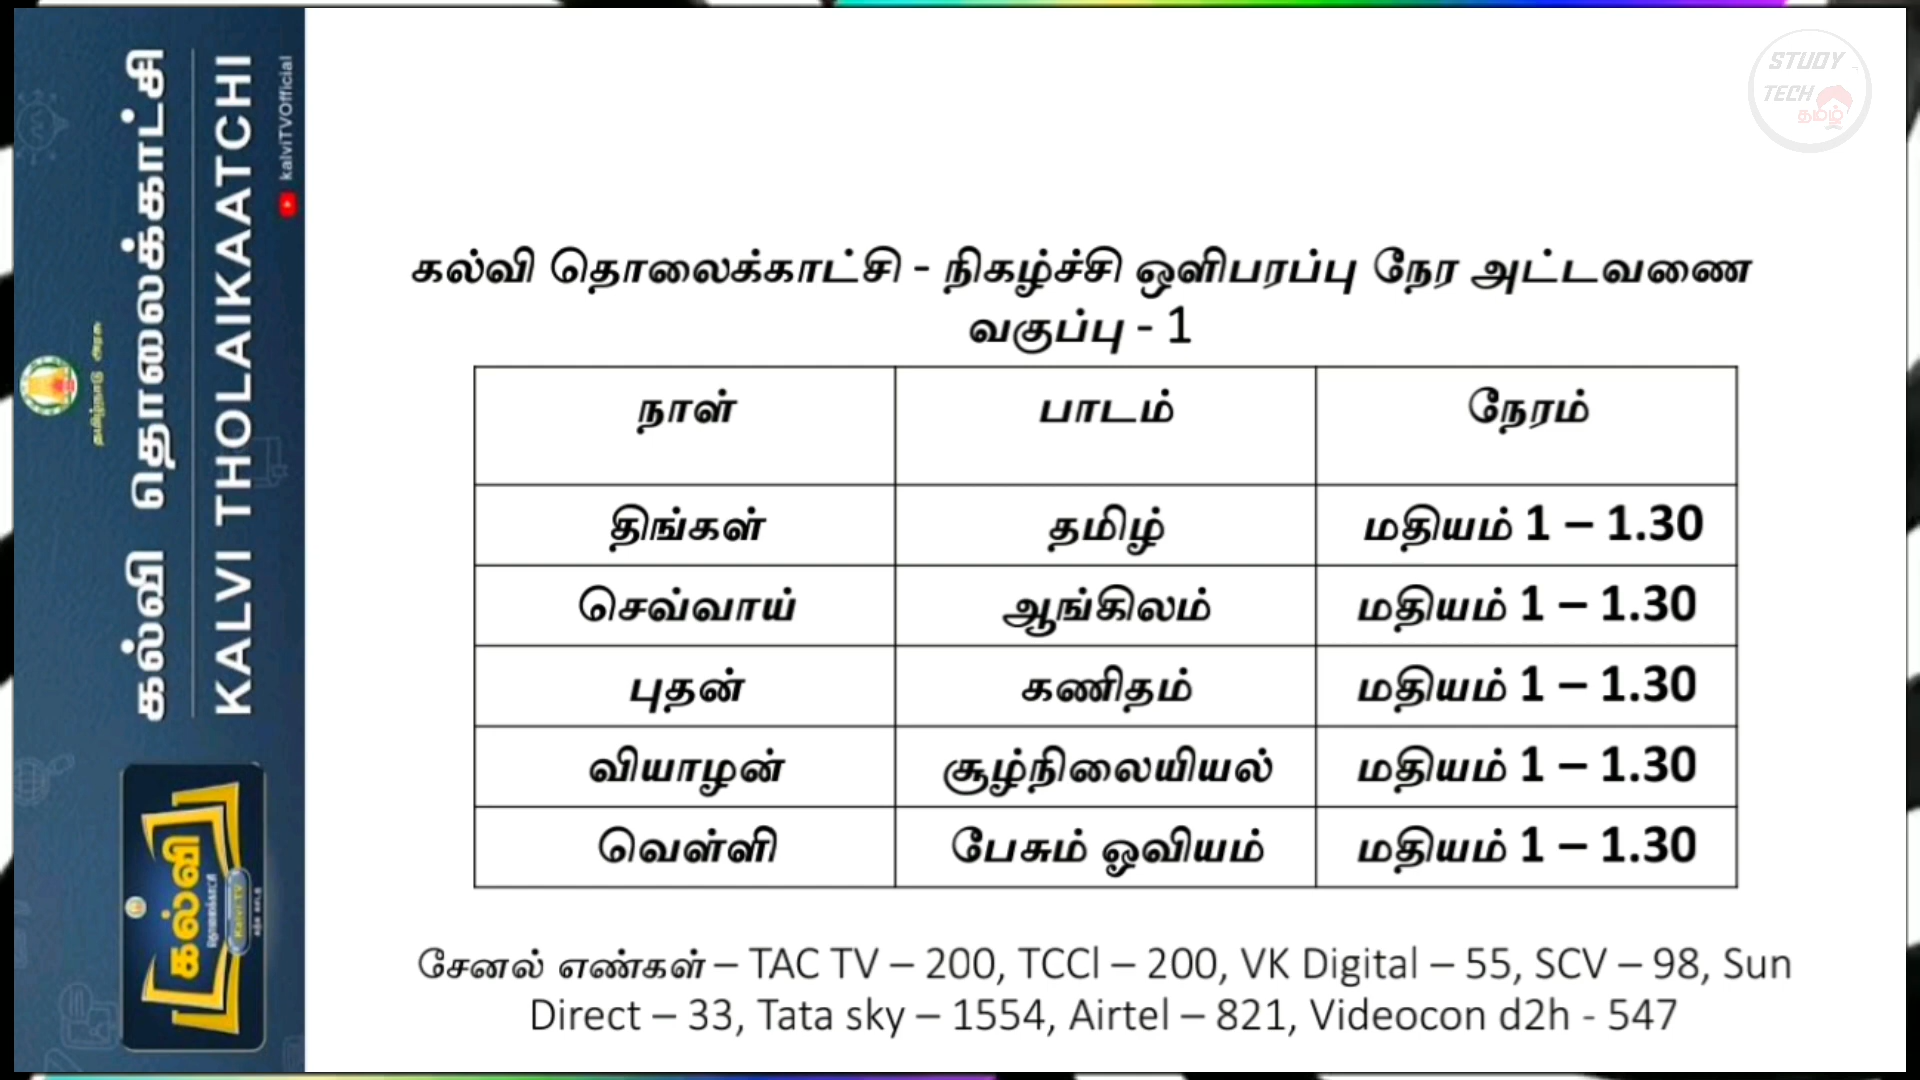 கல்வி தொலைக்காட்சி
KALVI THOLAIKAATCHI
kalviTVOfficial
தமிழ்நாடு அரசு
கல்வி
தொலைக்காட்சி
Kalvi TV
STUDY
TECH
தமிழ்
கல்வி தொலைக்காட்சி - நிகழ்ச்சி ஒளிபரப்பு நேர அட்டவணை
வகுப்பு - 1
நாள் பாடம் நேரம்
திங்கள் தமிழ் மதியம் 1 – 1.30
செவ்வாய் ஆங்கிலம் மதியம் 1 – 1.30
புதன் கணிதம் மதியம் 1 – 1.30
வியாழன் சூழ்நிலையியல் மதியம் 1 – 1.30
வெள்ளி பேசும் ஓவியம் மதியம் 1 – 1.30
சேனல் எண்கள் – TAC TV – 200, TCCl – 200, VK Digital – 55, SCV – 98, Sun
Direct – 33, Tata sky – 1554, Airtel – 821, Videocon d2h - 547